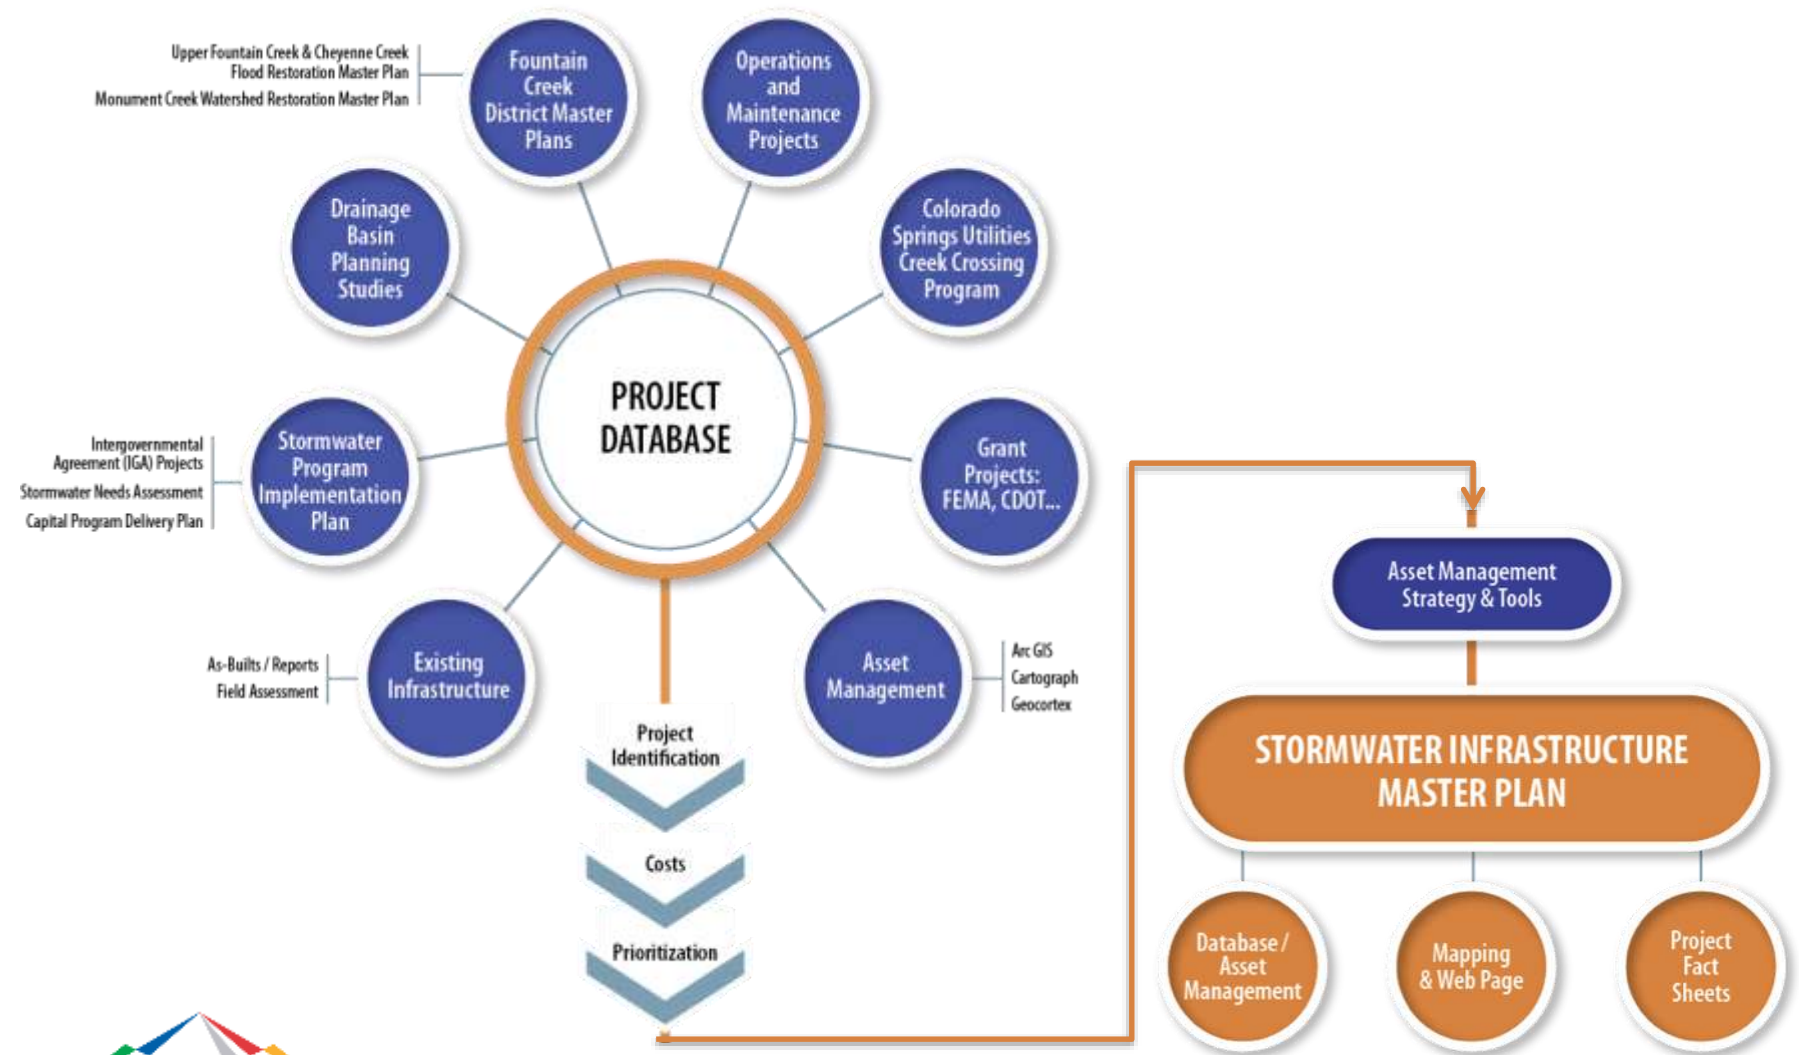 Upper Fountain Creek & Cheyenne Creek
Flood Restoration Master Plan
Monument Creek Watershed Restoration Master Plan
Fountain
Creek
District Master
Plans
Operations
and
Maintenance
Projects
Drainage
Basin
Planning
Studies
Colorado
Springs Utilities
Creek Crossing
Program
PROJECT
DATABASE
Intergovernmental
Agreement (IGA) Projects
Stormwater Needs Assessment
Capital Program Delivery Plan
Stormwater
Program
Implementation
Plan
Grant
Projects:
FEMA, CDOT...
As-Builts / Reports
Field Assessment
Existing
Infrastructure
Asset
Management
Arc GIS
Cartograph
Geocortex
Project
Identification
Costs
Prioritization
Asset Management
Strategy & Tools
STORMWATER INFRASTRUCTURE
MASTER PLAN
Database /
Asset
Management
Mapping
& Web Page
Project
Fact
Sheets